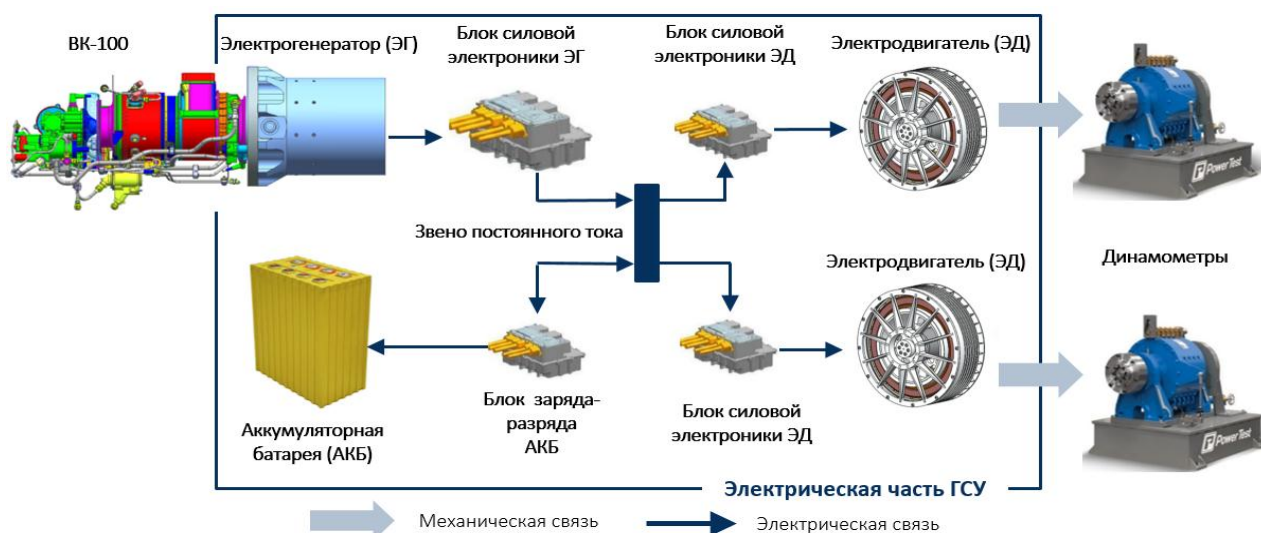 ВК-100
Электрогенератор (ЭГ)
Блок силовой
электроники ЭГ
Блок силовой
электроники ЭД
Электродвигатель (ЭД)
PowerTest
Звено постоянного тока
Электродвигатель (ЭД)
Динамометры
Аккумуляторная
батарея (АКБ)
Блок заряда-
разряда
АКБ
Блок силовой
электроники ЭД
PowerTest
Электрическая часть ГСУ
Механическая связь
Электрическая связь